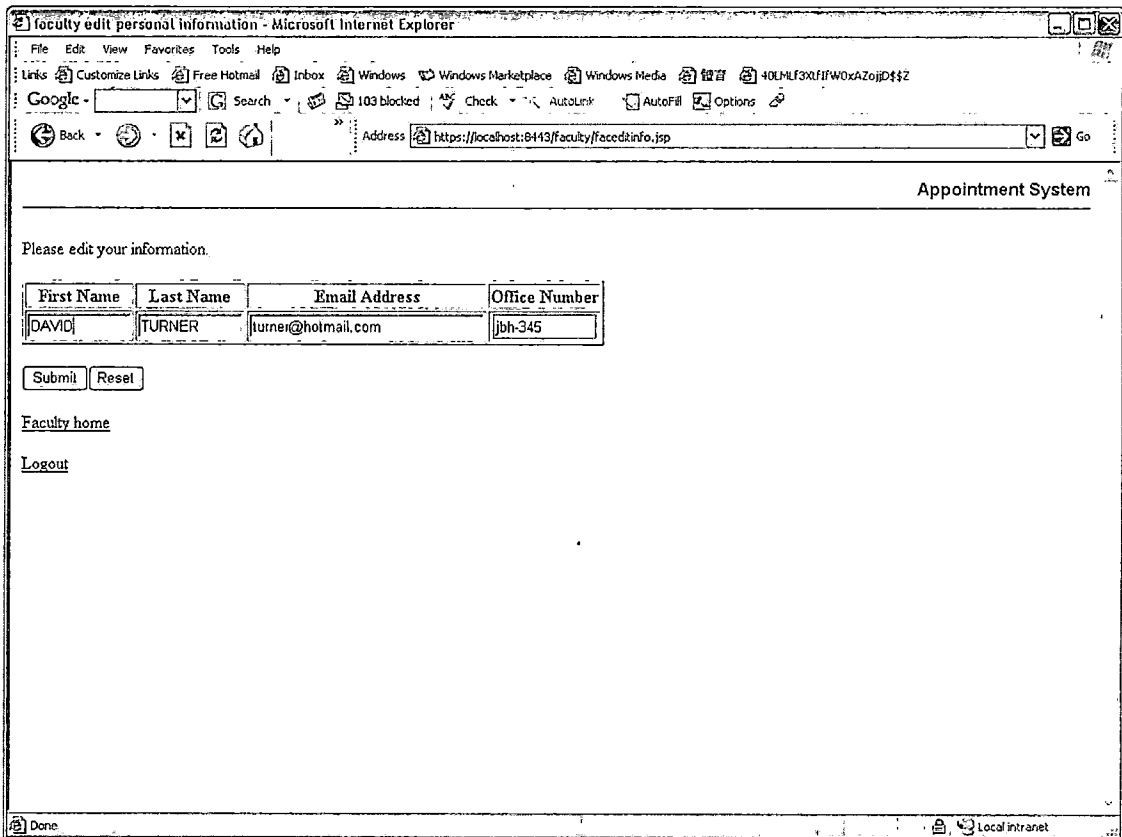 faculty edit personal information - Microsoft Internet Explorer
File Edit View Favorites Tools Help
Links Customize Links Free Hotmail Inbox Windows Windows Marketplace Windows Media
Google - Search 103 blocked Check AutoLink AutoFill Options
Back Address https://localhost:8443/faculty/faceditinfo.jsp Go
Appointment System
Please edit your information.
First Name Last Name Email Address Office Number
DAVID TURNER turner@hotmail.com jbh-345
Submit Reset
Faculty home
Logout
Done Local intranet